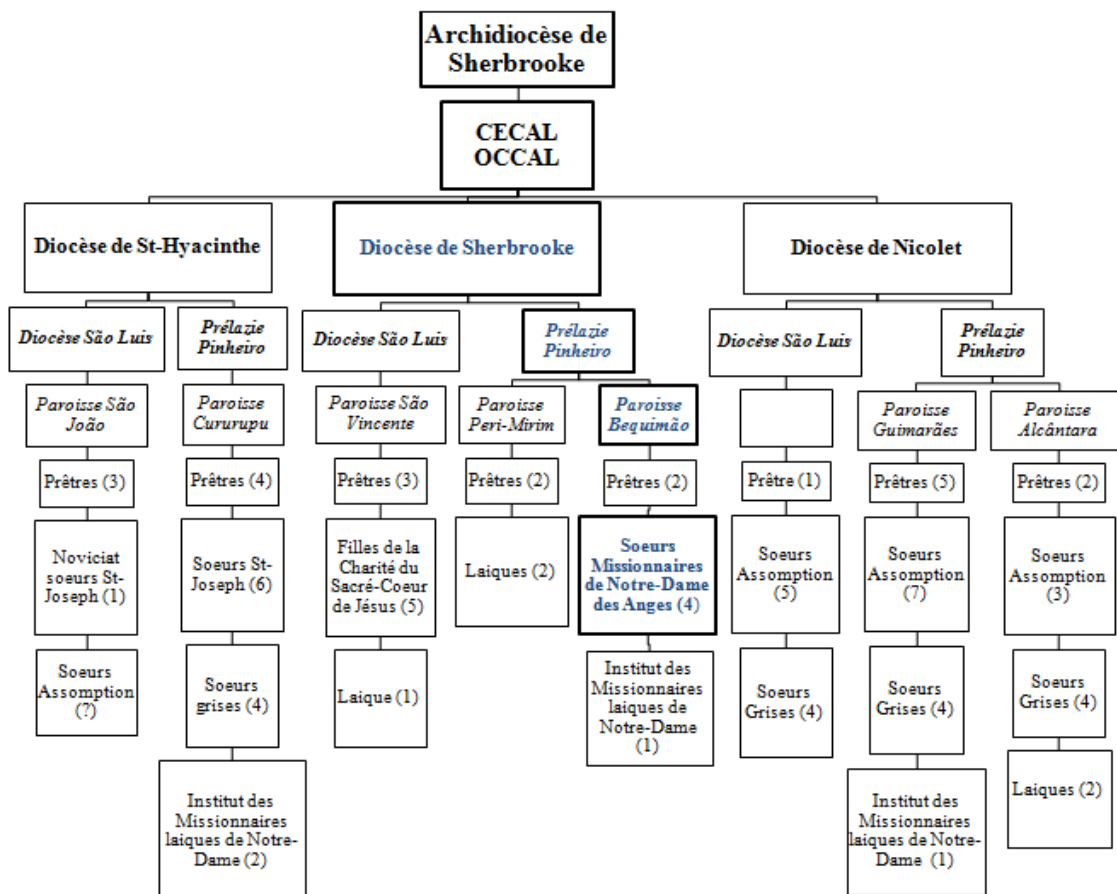 Archidiocèse de
Sherbrooke
CECAL
OCCAL
Diocèse de St-Hyacinthe
Diocèse de Sherbrooke
Diocèse de Nicolet
Diocèse São Luis
Prélazie
Pinheiro
Diocèse São Luis
Prélazie
Pinheiro
Diocèse São Luis
Prélazie
Pinheiro
Paroisse São
João
Paroisse
Cururupu
Paroisse São
Vincente
Paroisse
Peri-Mirim
Paroisse
Bequimão
Paroisse
Guimarães
Paroisse
Alcântara
Prêtres (3)
Prêtres (4)
Prêtres (3)
Prêtres (2)
Prêtres (2)
Prêtre (1)
Prêtres (5)
Prêtres (2)
Noviciat
soeurs St-
Joseph (1)
Soeurs St-
Joseph (6)
Filles de la
Charité du
Sacré-Coeur
de Jésus (5)
Laiques (2)
Soeurs
Missionnaires
de Notre-Dame
des Anges (4)
Soeurs
Assomption
(5)
Soeurs
Assomption
(7)
Soeurs
Assomption
(3)
Soeurs
Assomption
(?)
Soeurs
grises (4)
Laique (1)
Institut des
Missionnaires
laiques de
Notre-Dame
(1)
Soeurs
Grises (4)
Soeurs
Grises (4)
Soeurs
Grises (4)
Institut des
Missionnaires
laiques de Notre-
Dame (2)
Institut des
Missionnaires
laiques de Notre-
Dame (1)
Laiques (2)